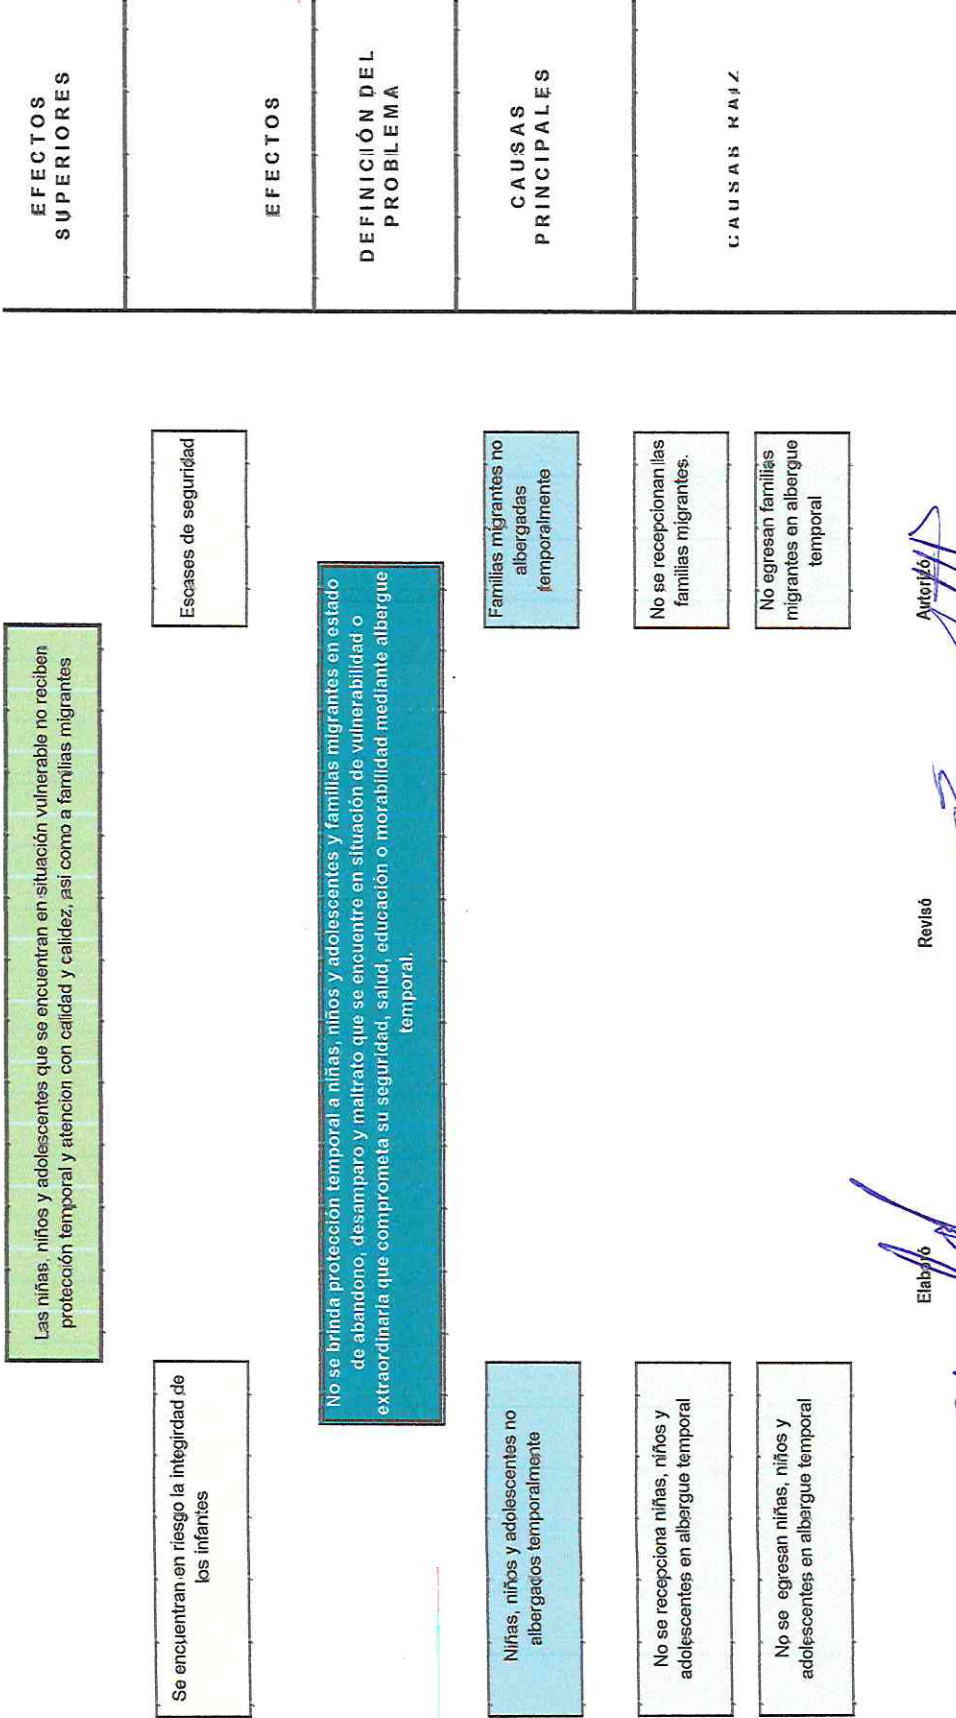 EFECTOS
SUPERIORES
Las niñas, niños y adolescentes que se encuentran en situación vulnerable no reciben
protección temporal y atencion con calidad y calidez, asi como a familias migrantes
EFECTOS
Se encuentran en riesgo la integirdad de
los infantes
Escases de seguridad
DEFINICIÓN DEL
PROBLEMA
No se brinda protección temporal a niñas, niños y adolescentes y familias migrantes en estado
de abandono, desamparo y maltrato que se encuentre en situación de vulnerabilidad o
extraordinaria que comprometa su seguridad, salud, educación o morabilidad mediante albergue
temporal.
CAUSAS
PRINCIPALES
Niñas, niños y adolescentes no
albergados temporalmente
Familias migrantes no
albergadas
temporalmente
CAUSAS RAIZ
No se recepciona niñas, niños y
adolescentes en albergue temporal
No se recepcionan las
familias migrantes.
No se egresan niñas, niños y
adolescentes en albergue temporal
No egresan familias
migrantes en albergue
temporal
Elaboró
Revisó
Autorizó